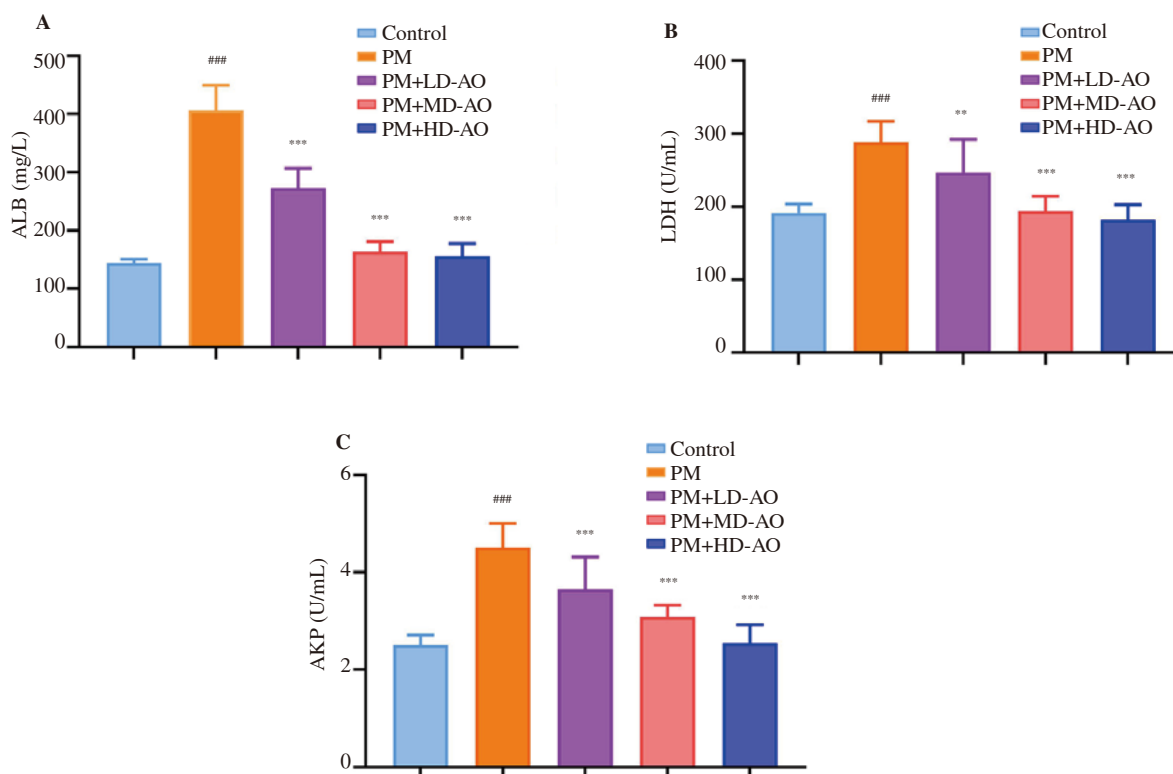 A
Control
PM
PM+LD-AO
PM+MD-AO
PM+HD-AO
ALB (mg/L)
500
400
300
200
100
0
###
***
***
***
B
Control
PM
PM+LD-AO
PM+MD-AO
PM+HD-AO
LDH (U/mL)
400
300
200
100
0
###
**
***
***
C
Control
PM
PM+LD-AO
PM+MD-AO
PM+HD-AO
AKP (U/mL)
6
4
2
0
###
***
***
***